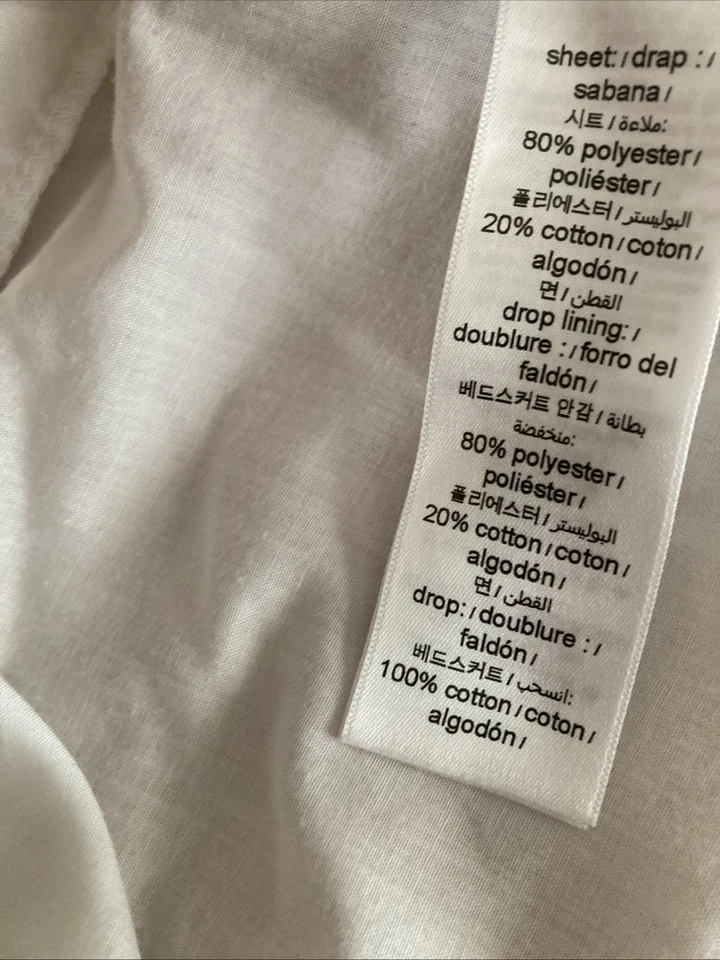 sheet: / drap : /
sabana /
시트 / ملاءة:
80% polyester /
poliéster /
폴리에스터 / البوليستر
20% cotton / coton /
algodón /
면 / القطن
drop lining: /
doublure : / forro del
faldón /
베드스커트 안감 / بطانة
منخفضة:
80% polyester /
poliéster /
폴리에스터 / البوليستر
20% cotton / coton /
algodón /
면 / القطن
drop: / doublure : /
faldón /
베드스커트 / انسحب:
100% cotton / coton /
algodón /